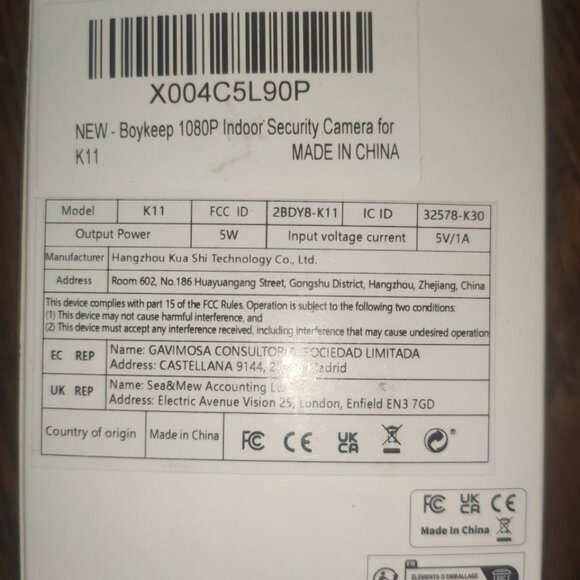 X004C5L90P
NEW - Boykeep 1080P Indoor Security Camera for
K11 MADE IN CHINA
Model K11 FCC ID 2BDY8-K11 IC ID 32578-K30
Output Power 5W Input voltage current 5V/1A
Manufacturer Hangzhou Kua Shi Technology Co., Ltd.
Address Room 602, No.186 Huayuangang Street, Gongshu District, Hangzhou, Zhejiang, China
This device complies with part 15 of the FCC Rules. Operation is subject to the following two conditions:
(1) This device may not cause harmful interference, and
(2) This device must accept any interference received, including interference that may cause undesired operation
EC REP Name: GAVIMOSA CONSULTORIA, SOCIEDAD LIMITADA
Address: CASTELLANA 9144, Madrid
UK REP Name: Sea&Mew Accounting
Address: Electric Avenue Vision 25, London, Enfield EN3 7GD
Country of origin Made in China FC CE UK
CA
FC UK CA CE
Made In China
FR
ÉLÉMENTS D'EMBALLAGE